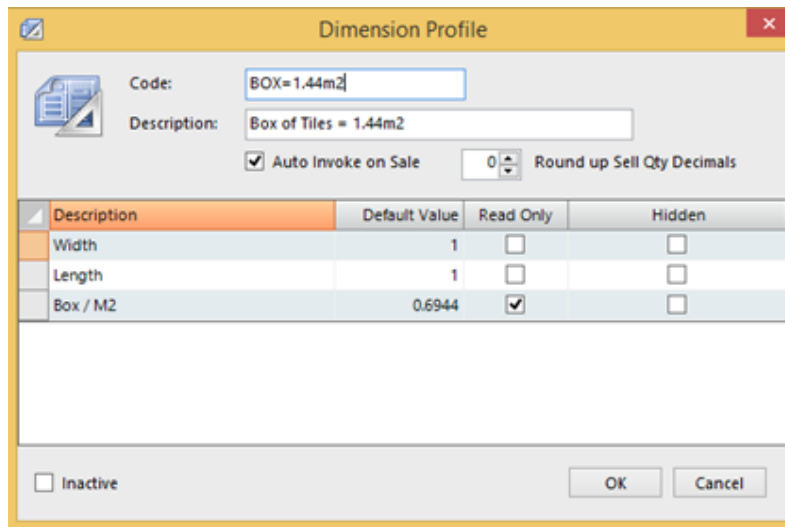 Dimension Profile
Code: BOX=1.44m2
Description: Box of Tiles = 1.44m2
Auto Invoke on Sale 0 Round up Sell Qty Decimals
Description Default Value Read Only Hidden
Width 1
Length 1
Box / M2 0.6944
Inactive OK Cancel